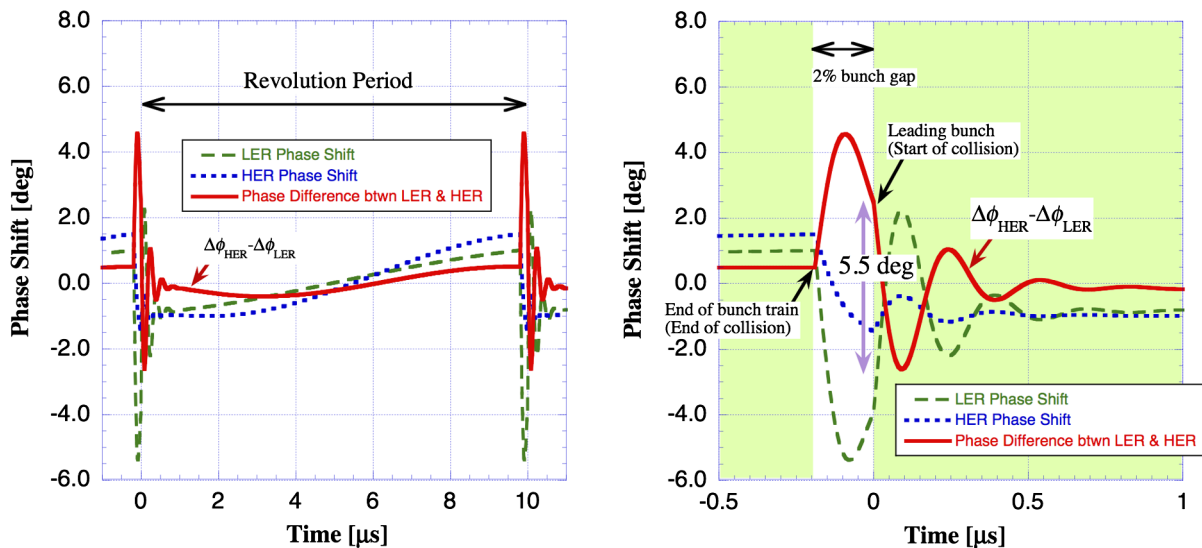 8.0
6.0
4.0
2.0
0.0
-2.0
-4.0
-6.0
Phase Shift [deg]
Revolution Period
LER Phase Shift
HER Phase Shift
Phase Difference btwn LER & HER
Δϕ_HER-Δϕ_LER
0 2 4 6 8 10
Time [µs]
8.0
6.0
4.0
2.0
0.0
-2.0
-4.0
-6.0
Phase Shift [deg]
2% bunch gap
Leading bunch
(Start of collision)
Δϕ_HER-Δϕ_LER
5.5 deg
End of bunch train
(End of collision)
LER Phase Shift
HER Phase Shift
Phase Difference btwn LER & HER
-0.5 0 0.5 1
Time [µs]